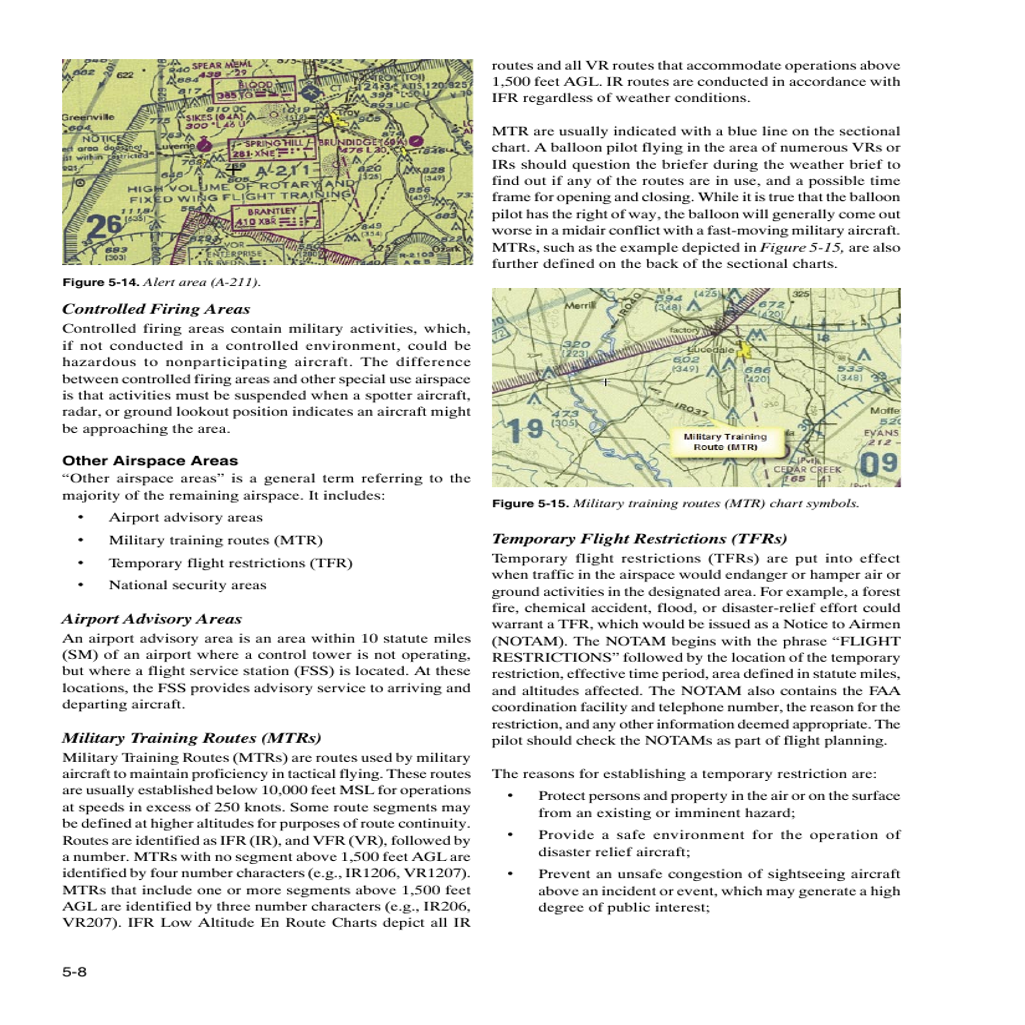 SPEAR MEML
BLOOD
622
Greenville
SIKES (04A)
300 *L 46 U
NOTICE
Luverne
SPRING HILL
281 XNE
BRUNDIDGE (60A)
Troy
A-211
HIGH VOLUME OF ROTARY AND
FIXED WING FLIGHT TRAINING
BRANTLEY
410 XBR
26
VOR
ENTERPRISE
R-2103
Figure 5-14. Alert area (A-211).
Controlled Firing Areas
Controlled firing areas contain military activities, which,
if not conducted in a controlled environment, could be
hazardous to nonparticipating aircraft. The difference
between controlled firing areas and other special use airspace
is that activities must be suspended when a spotter aircraft,
radar, or ground lookout position indicates an aircraft might
be approaching the area.
Other Airspace Areas
“Other airspace areas” is a general term referring to the
majority of the remaining airspace. It includes:
• Airport advisory areas
• Military training routes (MTR)
• Temporary flight restrictions (TFR)
• National security areas
Airport Advisory Areas
An airport advisory area is an area within 10 statute miles
(SM) of an airport where a control tower is not operating,
but where a flight service station (FSS) is located. At these
locations, the FSS provides advisory service to arriving and
departing aircraft.
Military Training Routes (MTRs)
Military Training Routes (MTRs) are routes used by military
aircraft to maintain proficiency in tactical flying. These routes
are usually established below 10,000 feet MSL for operations
at speeds in excess of 250 knots. Some route segments may
be defined at higher altitudes for purposes of route continuity.
Routes are identified as IFR (IR), and VFR (VR), followed by
a number. MTRs with no segment above 1,500 feet AGL are
identified by four number characters (e.g., IR1206, VR1207).
MTRs that include one or more segments above 1,500 feet
AGL are identified by three number characters (e.g., IR206,
VR207). IFR Low Altitude En Route Charts depict all IR
routes and all VR routes that accommodate operations above
1,500 feet AGL. IR routes are conducted in accordance with
IFR regardless of weather conditions.
MTR are usually indicated with a blue line on the sectional
chart. A balloon pilot flying in the area of numerous VRs or
IRs should question the briefer during the weather brief to
find out if any of the routes are in use, and a possible time
frame for opening and closing. While it is true that the balloon
pilot has the right of way, the balloon will generally come out
worse in a midair conflict with a fast-moving military aircraft.
MTRs, such as the example depicted in Figure 5-15, are also
further defined on the back of the sectional charts.
Merrill
IR040
594
(348)
(425)
672
(420)
325
factory
320
(223)
Lucedale
502
(349)
686
(420)
533
(348)
IR037
473
(305)
19
Military Training
Route (MTR)
EVANS
212
(Pvt)
CEDAR CREEK
165 - 41
09
Figure 5-15. Military training routes (MTR) chart symbols.
Temporary Flight Restrictions (TFRs)
Temporary flight restrictions (TFRs) are put into effect
when traffic in the airspace would endanger or hamper air or
ground activities in the designated area. For example, a forest
fire, chemical accident, flood, or disaster-relief effort could
warrant a TFR, which would be issued as a Notice to Airmen
(NOTAM). The NOTAM begins with the phrase “FLIGHT
RESTRICTIONS” followed by the location of the temporary
restriction, effective time period, area defined in statute miles,
and altitudes affected. The NOTAM also contains the FAA
coordination facility and telephone number, the reason for the
restriction, and any other information deemed appropriate. The
pilot should check the NOTAMs as part of flight planning.
The reasons for establishing a temporary restriction are:
• Protect persons and property in the air or on the surface
from an existing or imminent hazard;
• Provide a safe environment for the operation of
disaster relief aircraft;
• Prevent an unsafe congestion of sightseeing aircraft
above an incident or event, which may generate a high
degree of public interest;
5-8